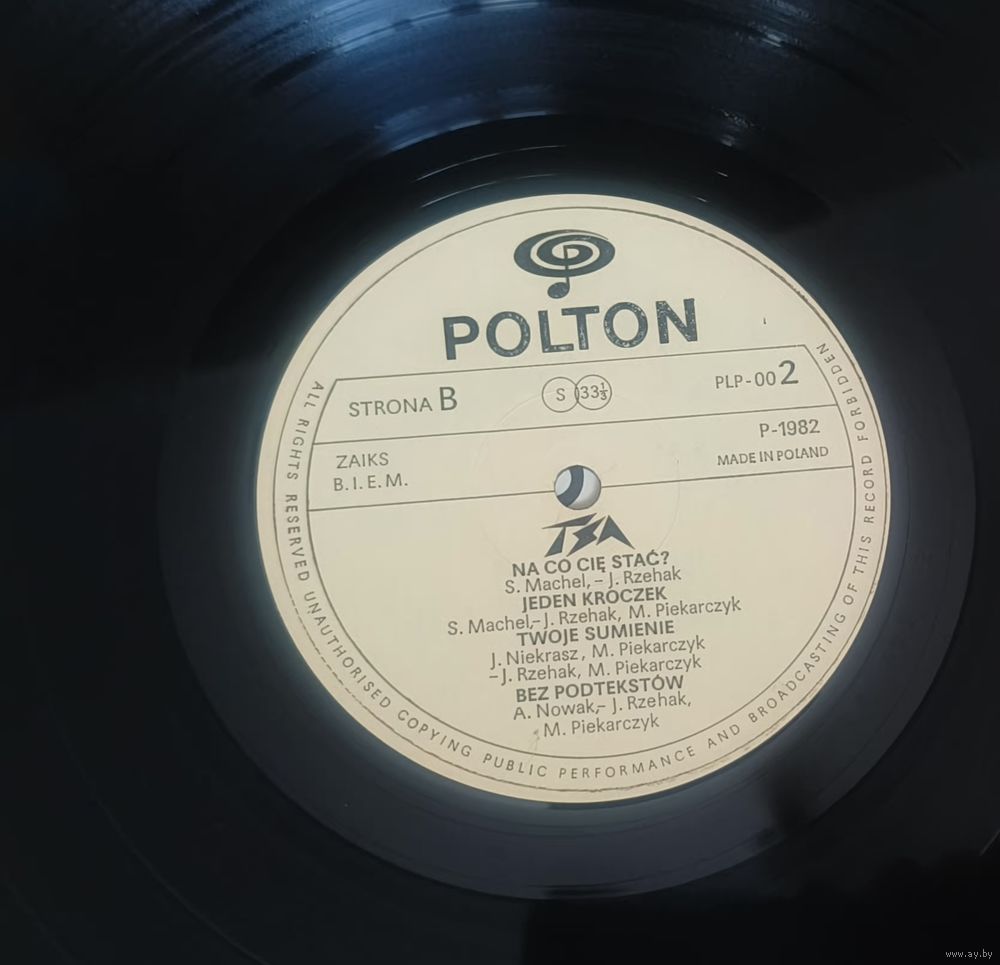 POLTON
STRONA B
S 33⅓
PLP-002
ZAIKS
B.I.E.M.
P-1982
MADE IN POLAND
TSA
NA CO CIĘ STAĆ?
S. Machel,- J. Rzehak
JEDEN KROCZEK
S. Machel,-J. Rzehak, M. Piekarczyk
TWOJE SUMIENIE
J. Niekrasz, M. Piekarczyk
-J. Rzehak, M. Piekarczyk
BEZ PODTEKSTÓW
A. Nowak,- J. Rzehak,
M. Piekarczyk
ALL RIGHTS RESERVED UNAUTHORISED COPYING PUBLIC PERFORMANCE AND BROADCASTING OF THIS RECORD FORBIDDEN
www.ay.by